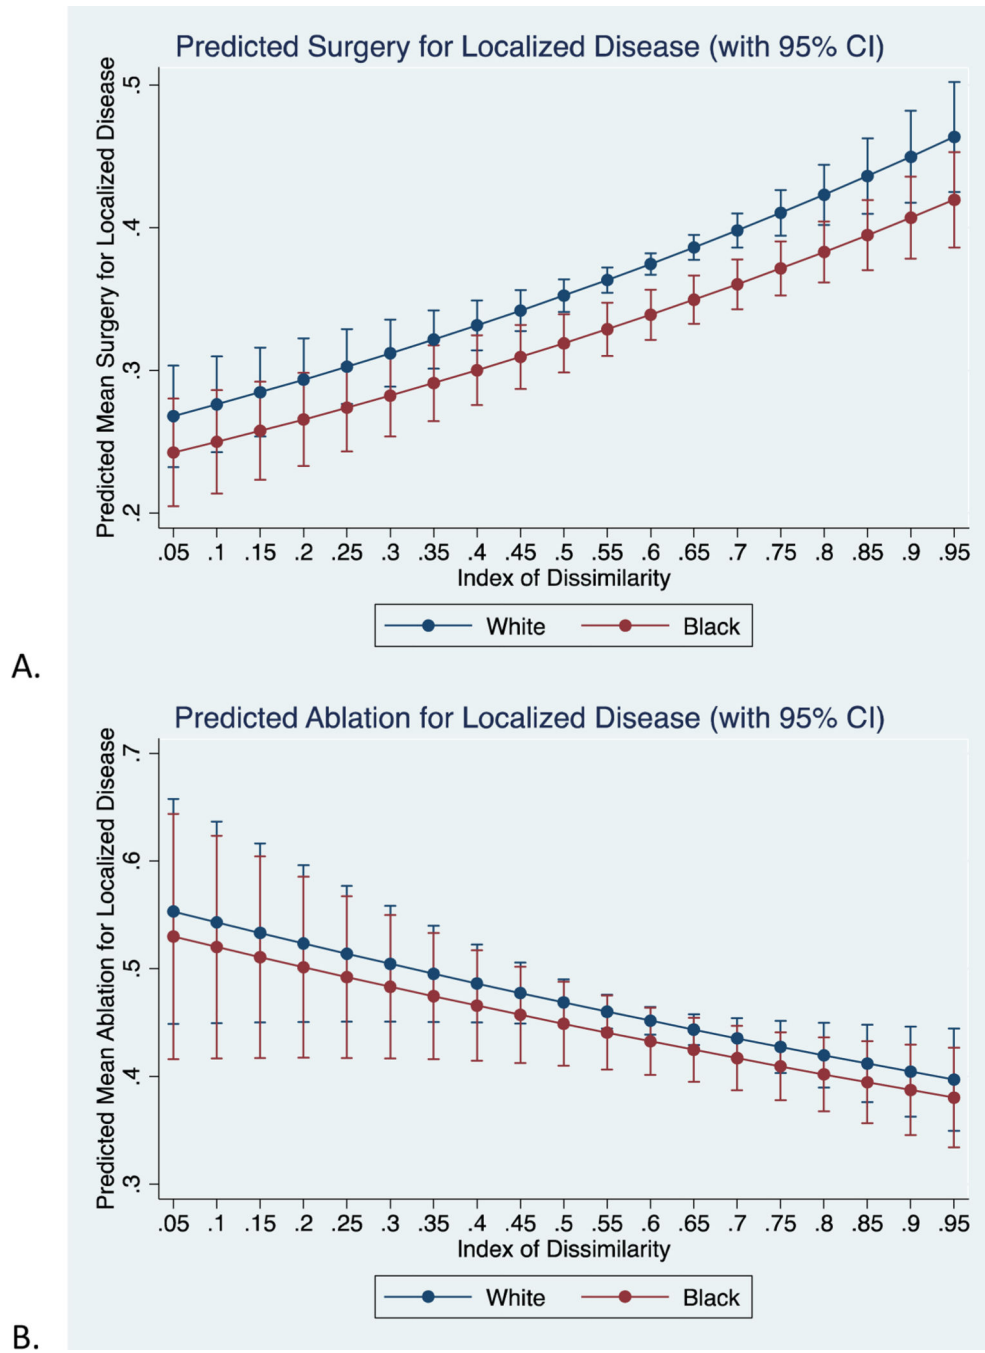 Predicted Surgery for Localized Disease (with 95% CI)
Predicted Mean Surgery for Localized Disease
.5
.4
.3
.2
.05 .1 .15 .2 .25 .3 .35 .4 .45 .5 .55 .6 .65 .7 .75 .8 .85 .9 .95
Index of Dissimilarity
White Black
A.
Predicted Ablation for Localized Disease (with 95% CI)
Predicted Mean Ablation for Localized Disease
.7
.6
.5
.4
.3
.05 .1 .15 .2 .25 .3 .35 .4 .45 .5 .55 .6 .65 .7 .75 .8 .85 .9 .95
Index of Dissimilarity
White Black
B.